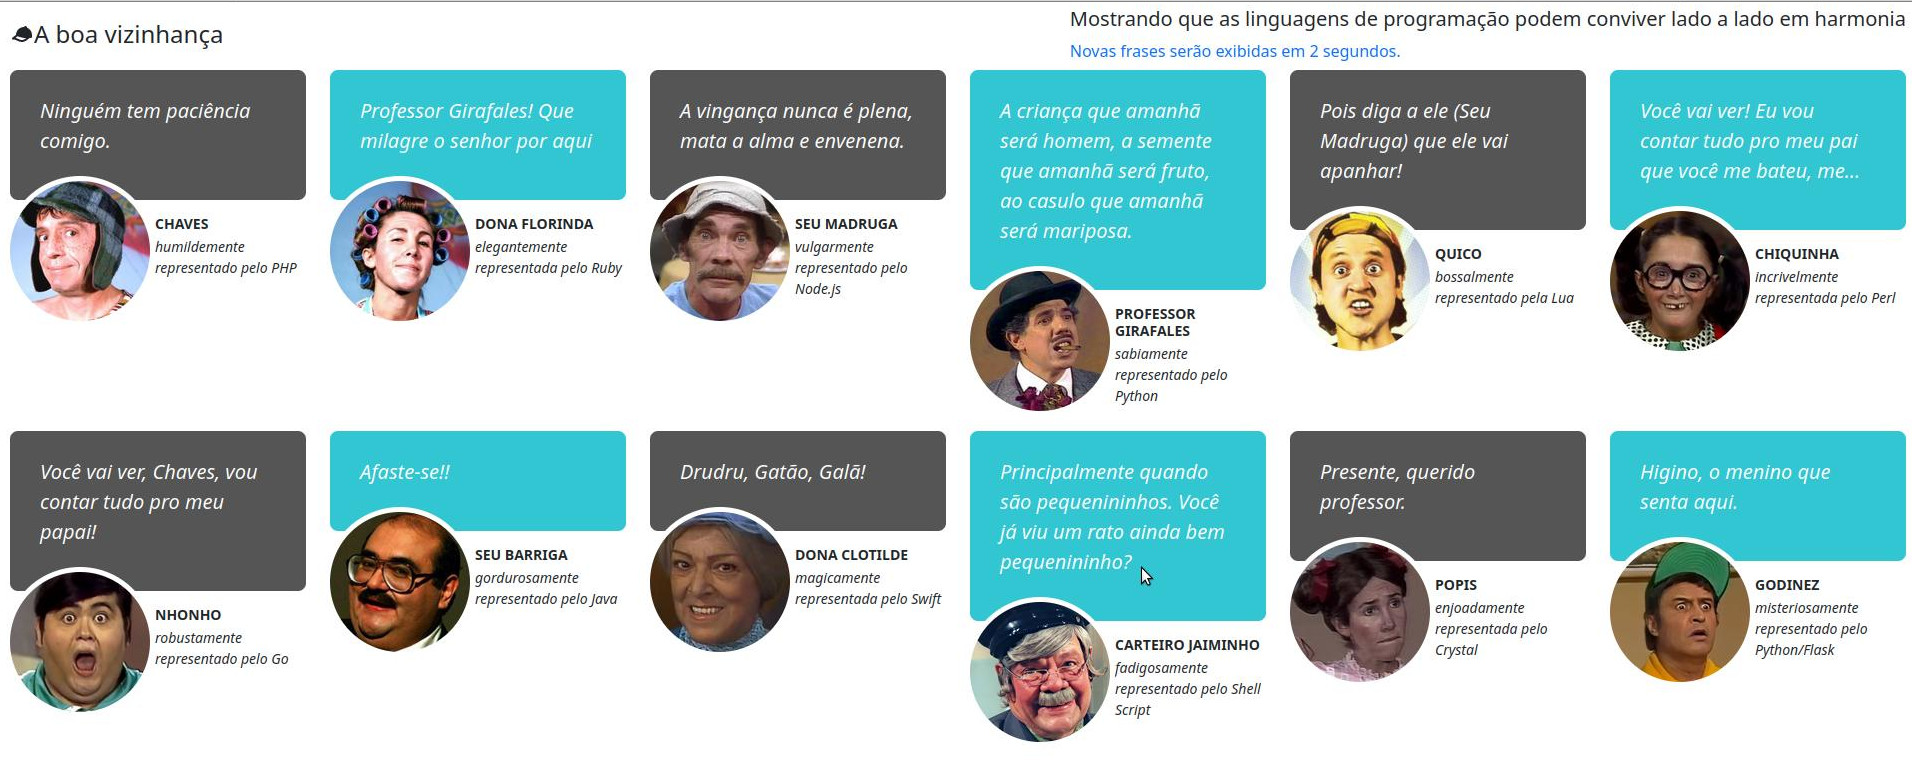 A boa vizinhança
Mostrando que as linguagens de programação podem conviver lado a lado em harmonia
Novas frases serão exibidas em 2 segundos.
Ninguém tem paciência
comigo.
CHAVES
humildemente
representado pelo PHP
Professor Girafales! Que
milagre o senhor por aqui
DONA FLORINDA
elegantemente
representada pelo Ruby
A vingança nunca é plena,
mata a alma e envenena.
SEU MADRUGA
vulgarmente
representado pelo
Node.js
A criança que amanhã
será homem, a semente
que amanhã será fruto,
ao casulo que amanhã
será mariposa.
PROFESSOR
GIRAFALES
sabiamente
representado pelo
Python
Pois diga a ele (Seu
Madruga) que ele vai
apanhar!
QUICO
bossalmente
representado pela Lua
Você vai ver! Eu vou
contar tudo pro meu pai
que você me bateu, me...
CHIQUINHA
incrivelmente
representada pelo Perl
Você vai ver, Chaves, vou
contar tudo pro meu
papai!
NHONHO
robustamente
representado pelo Go
Afaste-se!!
SEU BARRIGA
gordurosamente
representado pelo Java
Drudru, Gatão, Galã!
DONA CLOTILDE
magicamente
representada pelo Swift
Principalmente quando
são pequenininhos. Você
já viu um rato ainda bem
pequenininho?
CARTEIRO JAIMINHO
fadigosamente
representado pelo Shell
Script
Presente, querido
professor.
POPIS
enjoadamente
representada pelo
Crystal
Higino, o menino que
senta aqui.
GODINEZ
misteriosamente
representado pelo
Python/Flask